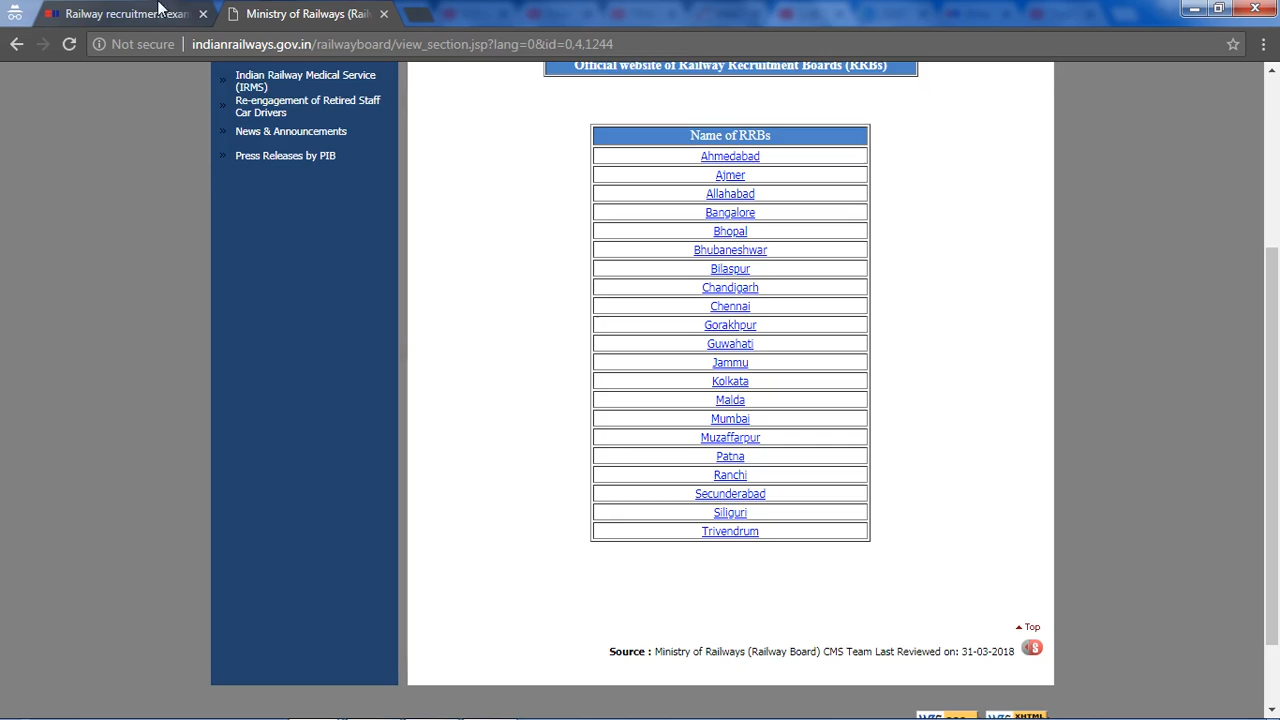 Railway recruitment exam
Ministry of Railways (Rail
Not secure
indianrailways.gov.in/railwayboard/view_section.jsp?lang=0&id=0,4,1244
Indian Railway Medical Service
(IRMS)
Re-engagement of Retired Staff
Car Drivers
News & Announcements
Press Releases by PIB
Official website of Railway Recruitment Boards (RRBs)
Name of RRBs
Ahmedabad
Ajmer
Allahabad
Bangalore
Bhopal
Bhubaneshwar
Bilaspur
Chandigarh
Chennai
Gorakhpur
Guwahati
Jammu
Kolkata
Malda
Mumbai
Muzaffarpur
Patna
Ranchi
Secunderabad
Siliguri
Trivendrum
Top
Source : Ministry of Railways (Railway Board) CMS Team Last Reviewed on: 31-03-2018